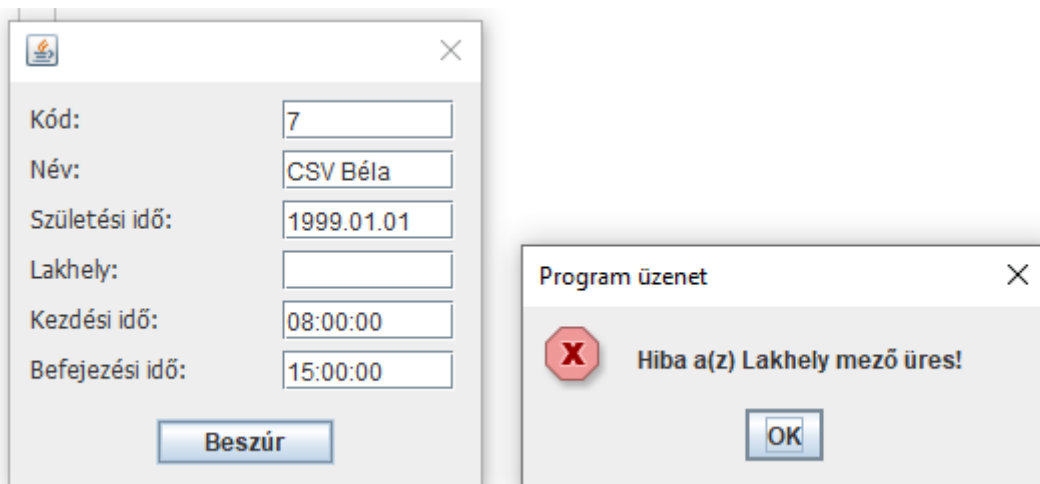 Kód: 7
Név: CSV Béla
Születési idő: 1999.01.01
Lakhely:
Kezdési idő: 08:00:00
Befejezési idő: 15:00:00
Beszúr
Program üzenet
Hiba a(z) Lakhely mező üres!
OK